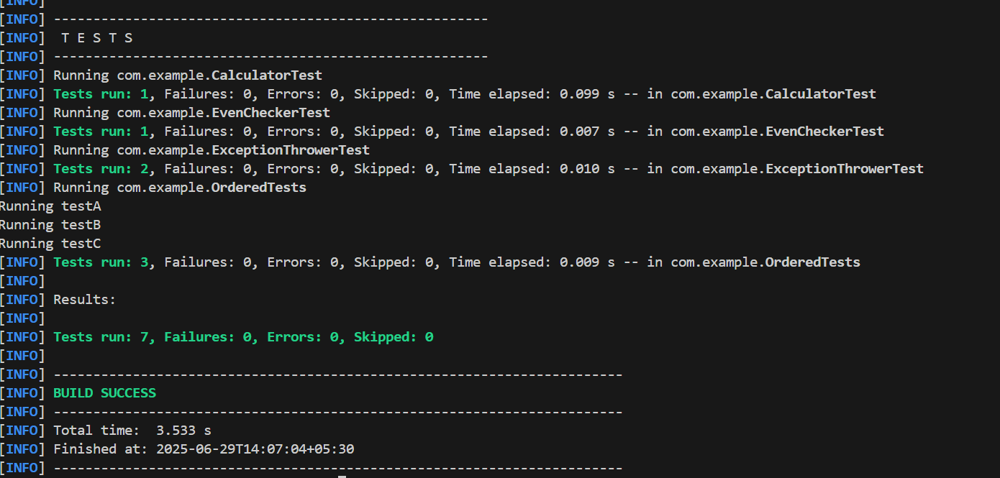 [INFO]
[INFO] -------------------------------------------------------
[INFO]  T E S T S
[INFO] -------------------------------------------------------
[INFO] Running com.example.CalculatorTest
[INFO] Tests run: 1, Failures: 0, Errors: 0, Skipped: 0, Time elapsed: 0.099 s -- in com.example.CalculatorTest
[INFO] Running com.example.EvenCheckerTest
[INFO] Tests run: 1, Failures: 0, Errors: 0, Skipped: 0, Time elapsed: 0.007 s -- in com.example.EvenCheckerTest
[INFO] Running com.example.ExceptionThrowerTest
[INFO] Tests run: 2, Failures: 0, Errors: 0, Skipped: 0, Time elapsed: 0.010 s -- in com.example.ExceptionThrowerTest
[INFO] Running com.example.OrderedTests
Running testA
Running testB
Running testC
[INFO] Tests run: 3, Failures: 0, Errors: 0, Skipped: 0, Time elapsed: 0.009 s -- in com.example.OrderedTests
[INFO]
[INFO] Results:
[INFO]
[INFO] Tests run: 7, Failures: 0, Errors: 0, Skipped: 0
[INFO]
[INFO] ------------------------------------------------------------------------
[INFO] BUILD SUCCESS
[INFO] ------------------------------------------------------------------------
[INFO] Total time:  3.533 s
[INFO] Finished at: 2025-06-29T14:07:04+05:30
[INFO] ------------------------------------------------------------------------